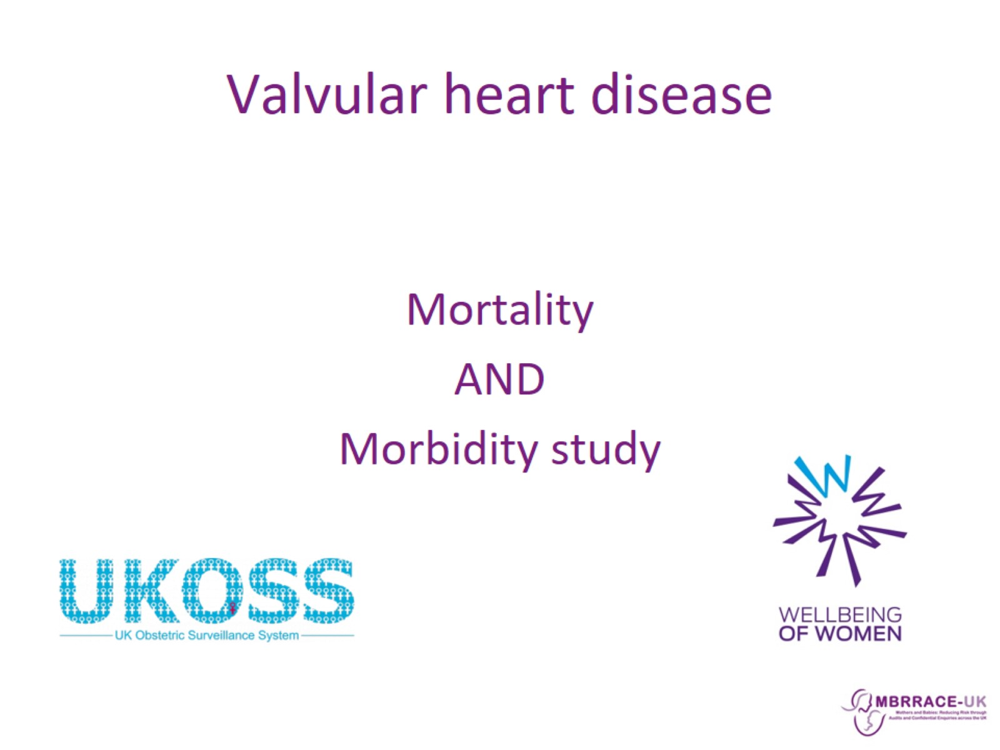 Valvular heart disease
Mortality
AND
Morbidity study
UKOSS
UK Obstetric Surveillance System
WELLBEING
OF WOMEN
MBRRACE-UK
Mothers and Babies: Reducing Risk through
Audits and Confidential Enquiries across the UK